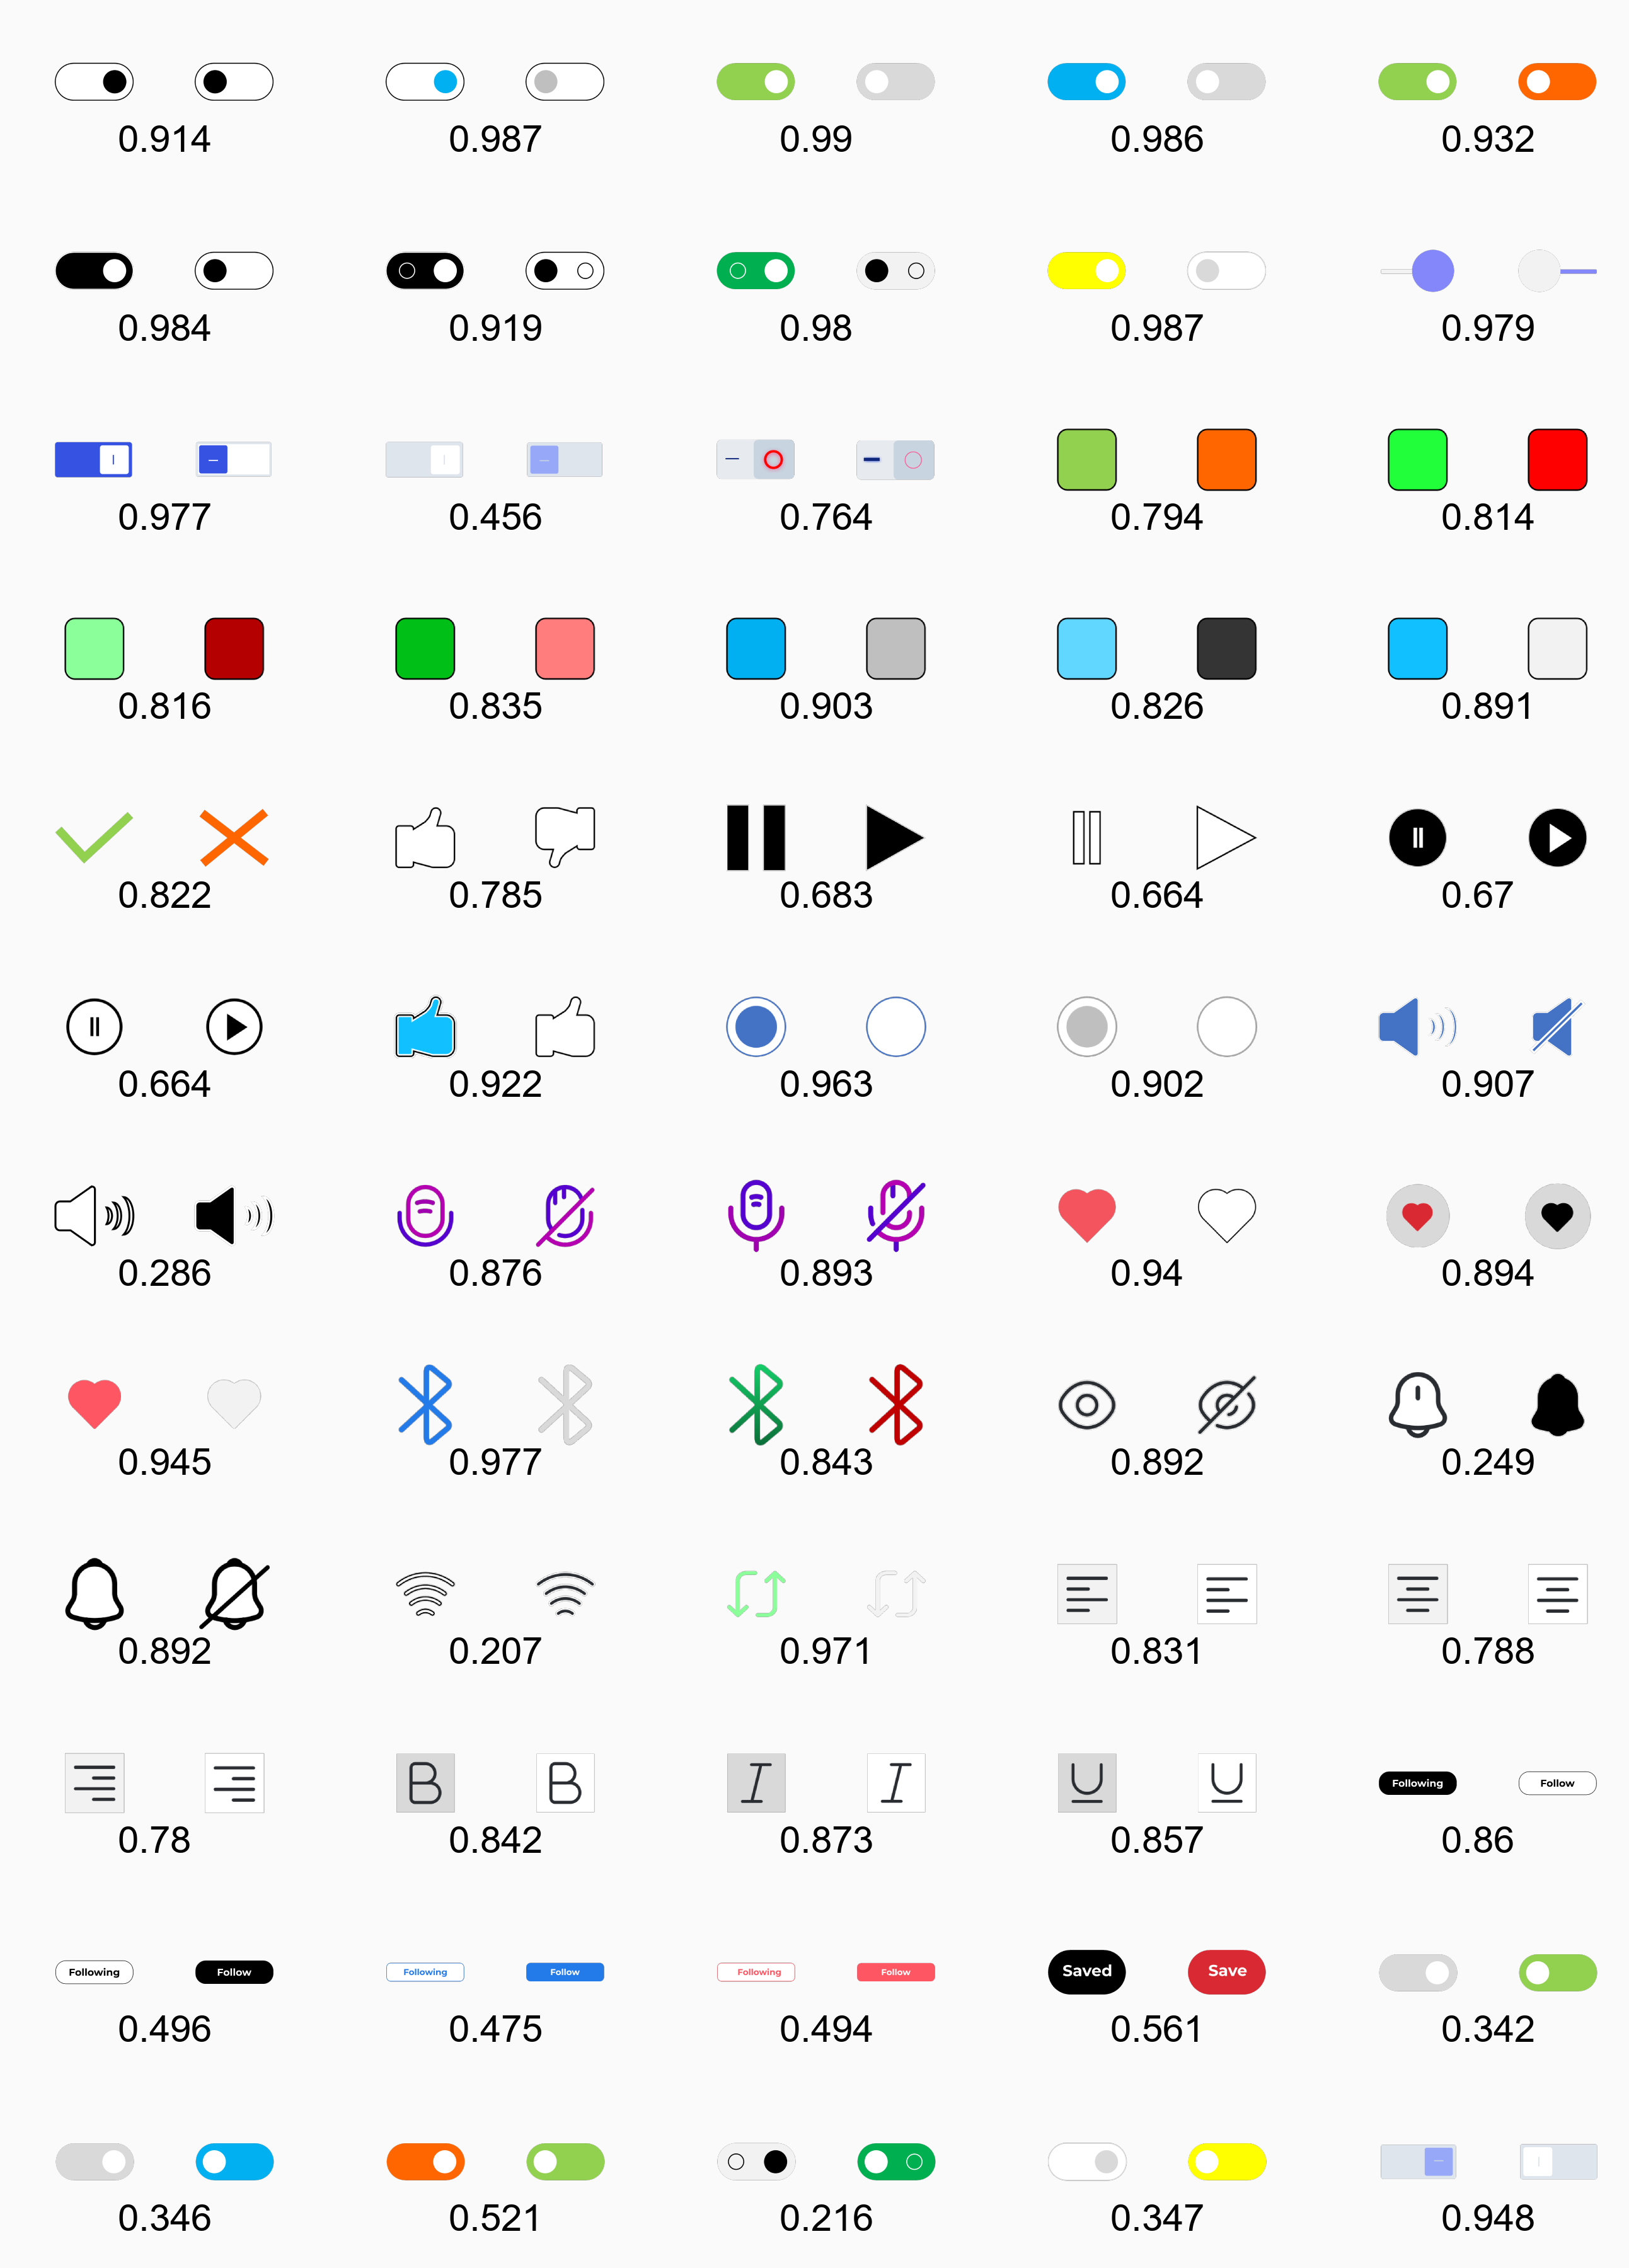 0.914 0.987 0.99 0.986 0.932
0.984 0.919 0.98 0.987 0.979
0.977 0.456 0.764 0.794 0.814
0.816 0.835 0.903 0.826 0.891
0.822 0.785 0.683 0.664 0.67
0.664 0.922 0.963 0.902 0.907
0.286 0.876 0.893 0.94 0.894
0.945 0.977 0.843 0.892 0.249
0.892 0.207 0.971 0.831 0.788
B I U Following Follow
0.78 0.842 0.873 0.857 0.86
Following Follow Following Follow Following Follow Saved Save
0.496 0.475 0.494 0.561 0.342
0.346 0.521 0.216 0.347 0.948